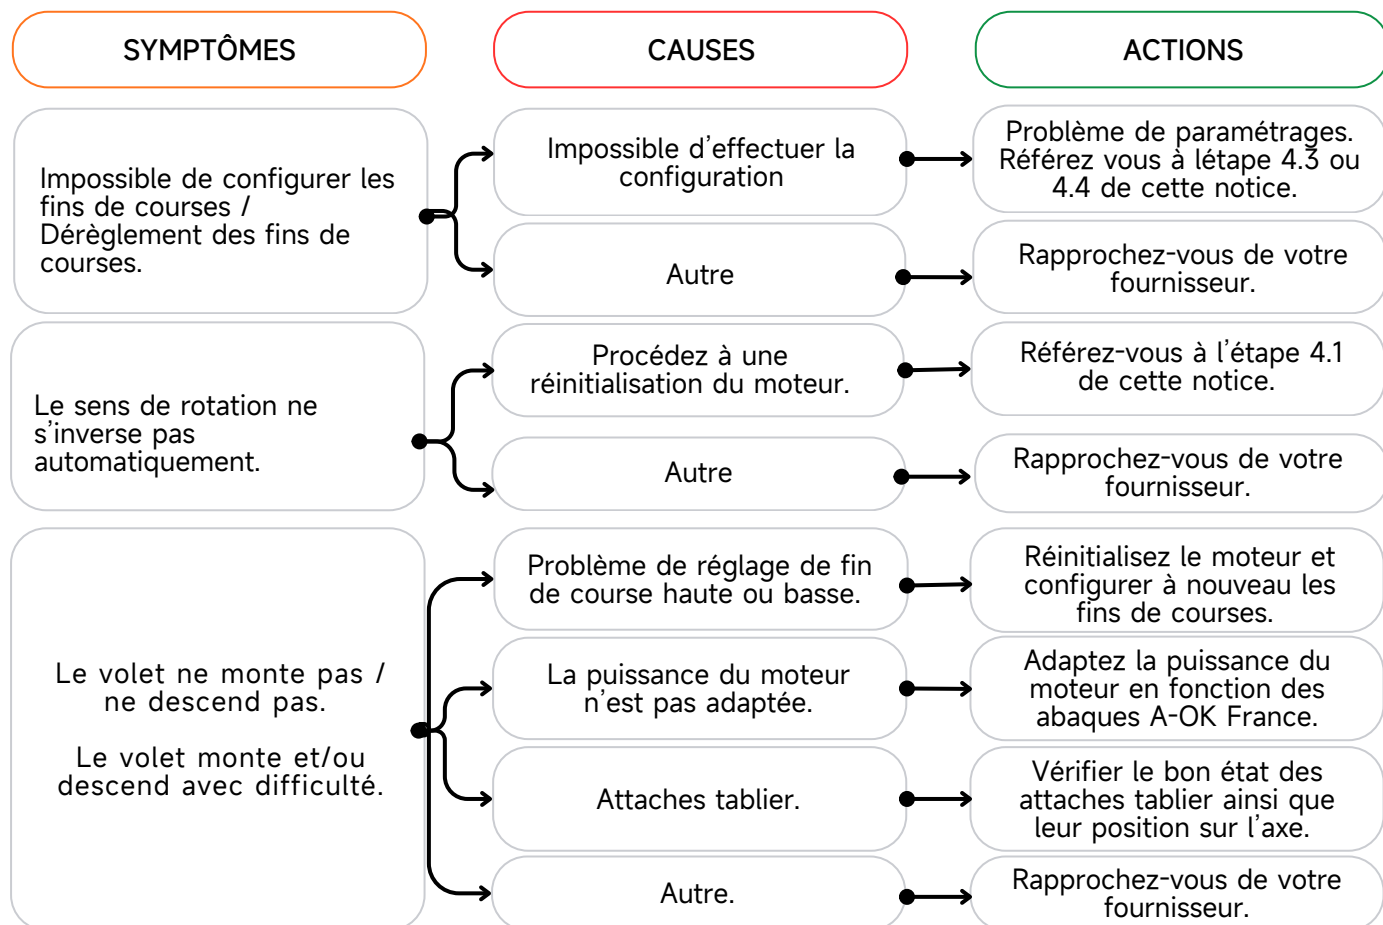 SYMPTÔMES
CAUSES
ACTIONS
Impossible de configurer les
fins de courses /
Dérèglement des fins de
courses.
Impossible d'effectuer la
configuration
Problème de paramétrages.
Référez vous à létape 4.3 ou
4.4 de cette notice.
Autre
Rapprochez-vous de votre
fournisseur.
Le sens de rotation ne
s'inverse pas
automatiquement.
Procédez à une
réinitialisation du moteur.
Référez-vous à l'étape 4.1
de cette notice.
Autre
Rapprochez-vous de votre
fournisseur.
Le volet ne monte pas /
ne descend pas.
Le volet monte et/ou
descend avec difficulté.
Problème de réglage de fin
de course haute ou basse.
Réinitialisez le moteur et
configurer à nouveau les
fins de courses.
La puissance du moteur
n'est pas adaptée.
Adaptez la puissance du
moteur en fonction des
abaques A-OK France.
Attaches tablier.
Vérifier le bon état des
attaches tablier ainsi que
leur position sur l'axe.
Autre.
Rapprochez-vous de votre
fournisseur.